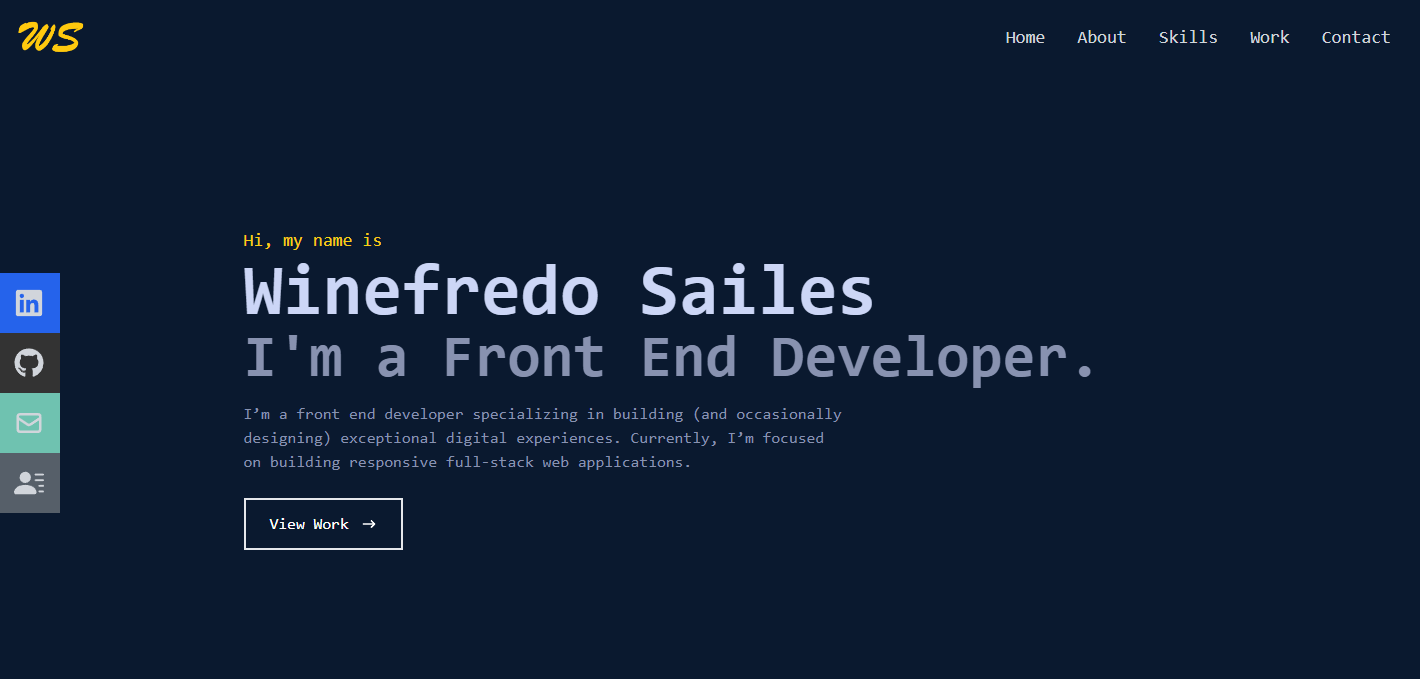 WS
Home About Skills Work Contact
Hi, my name is
Winefredo Sailes
I'm a Front End Developer.
I’m a front end developer specializing in building (and occasionally
designing) exceptional digital experiences. Currently, I’m focused
on building responsive full-stack web applications.
in
View Work →